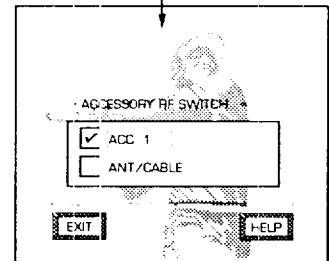 ACCESSORY RF SWITCH
ACC 1
ANT/CABLE
EXIT
HELP